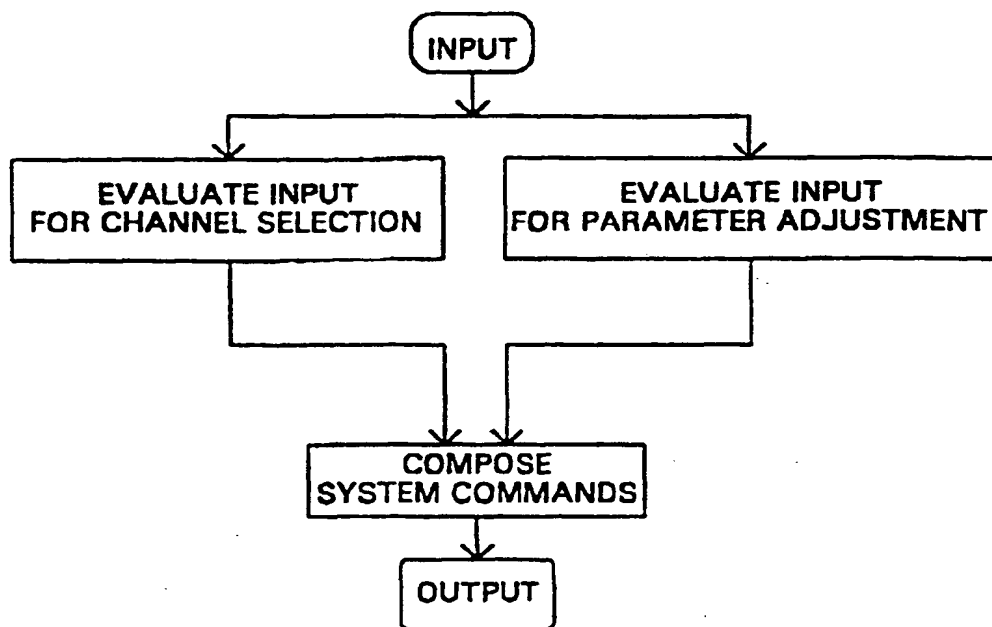 INPUT
EVALUATE INPUT
FOR CHANNEL SELECTION
EVALUATE INPUT
FOR PARAMETER ADJUSTMENT
COMPOSE
SYSTEM COMMANDS
OUTPUT